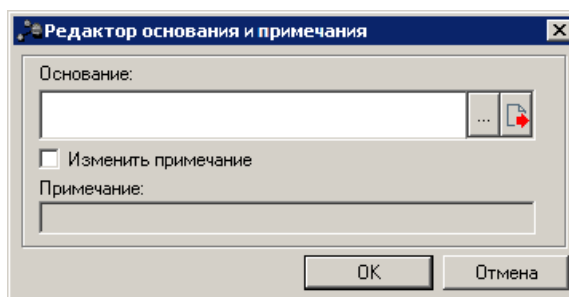 Редактор основания и примечания
Основание:
...
Изменить примечание
Примечание:
OK
Отмена